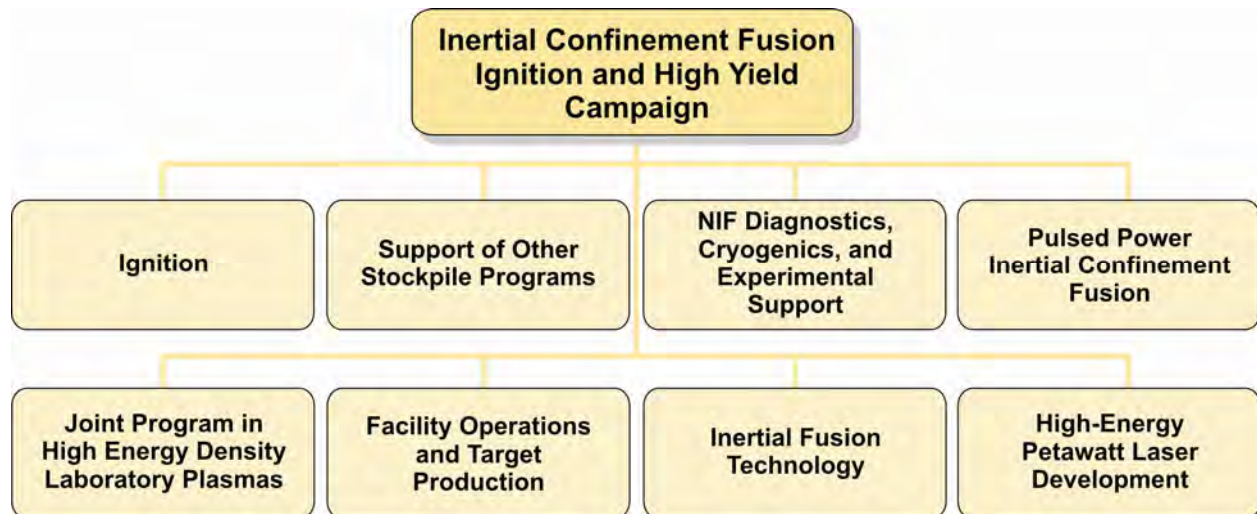 Inertial Confinement Fusion
Ignition and High Yield
Campaign
Ignition
Support of Other
Stockpile Programs
NIF Diagnostics,
Cryogenics, and
Experimental
Support
Pulsed Power
Inertial Confinement
Fusion
Joint Program in
High Energy Density
Laboratory Plasmas
Facility Operations
and Target
Production
Inertial Fusion
Technology
High-Energy
Petawatt Laser
Development